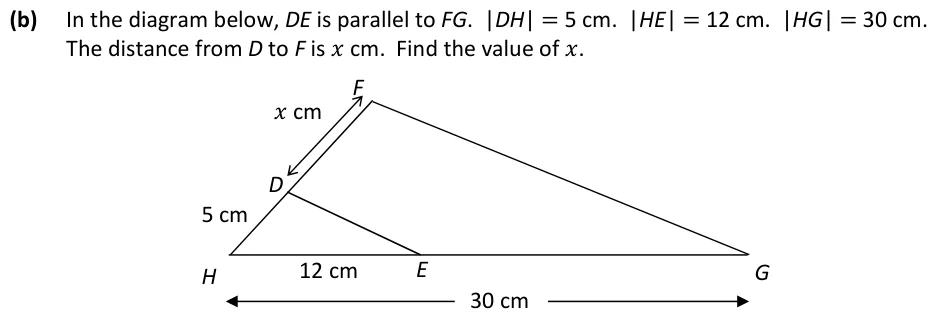 (b) In the diagram below, DE is parallel to FG. |DH| = 5 cm. |HE| = 12 cm. |HG| = 30 cm.
The distance from D to F is x cm. Find the value of x.
F
x cm
D
5 cm
H 12 cm E G
30 cm